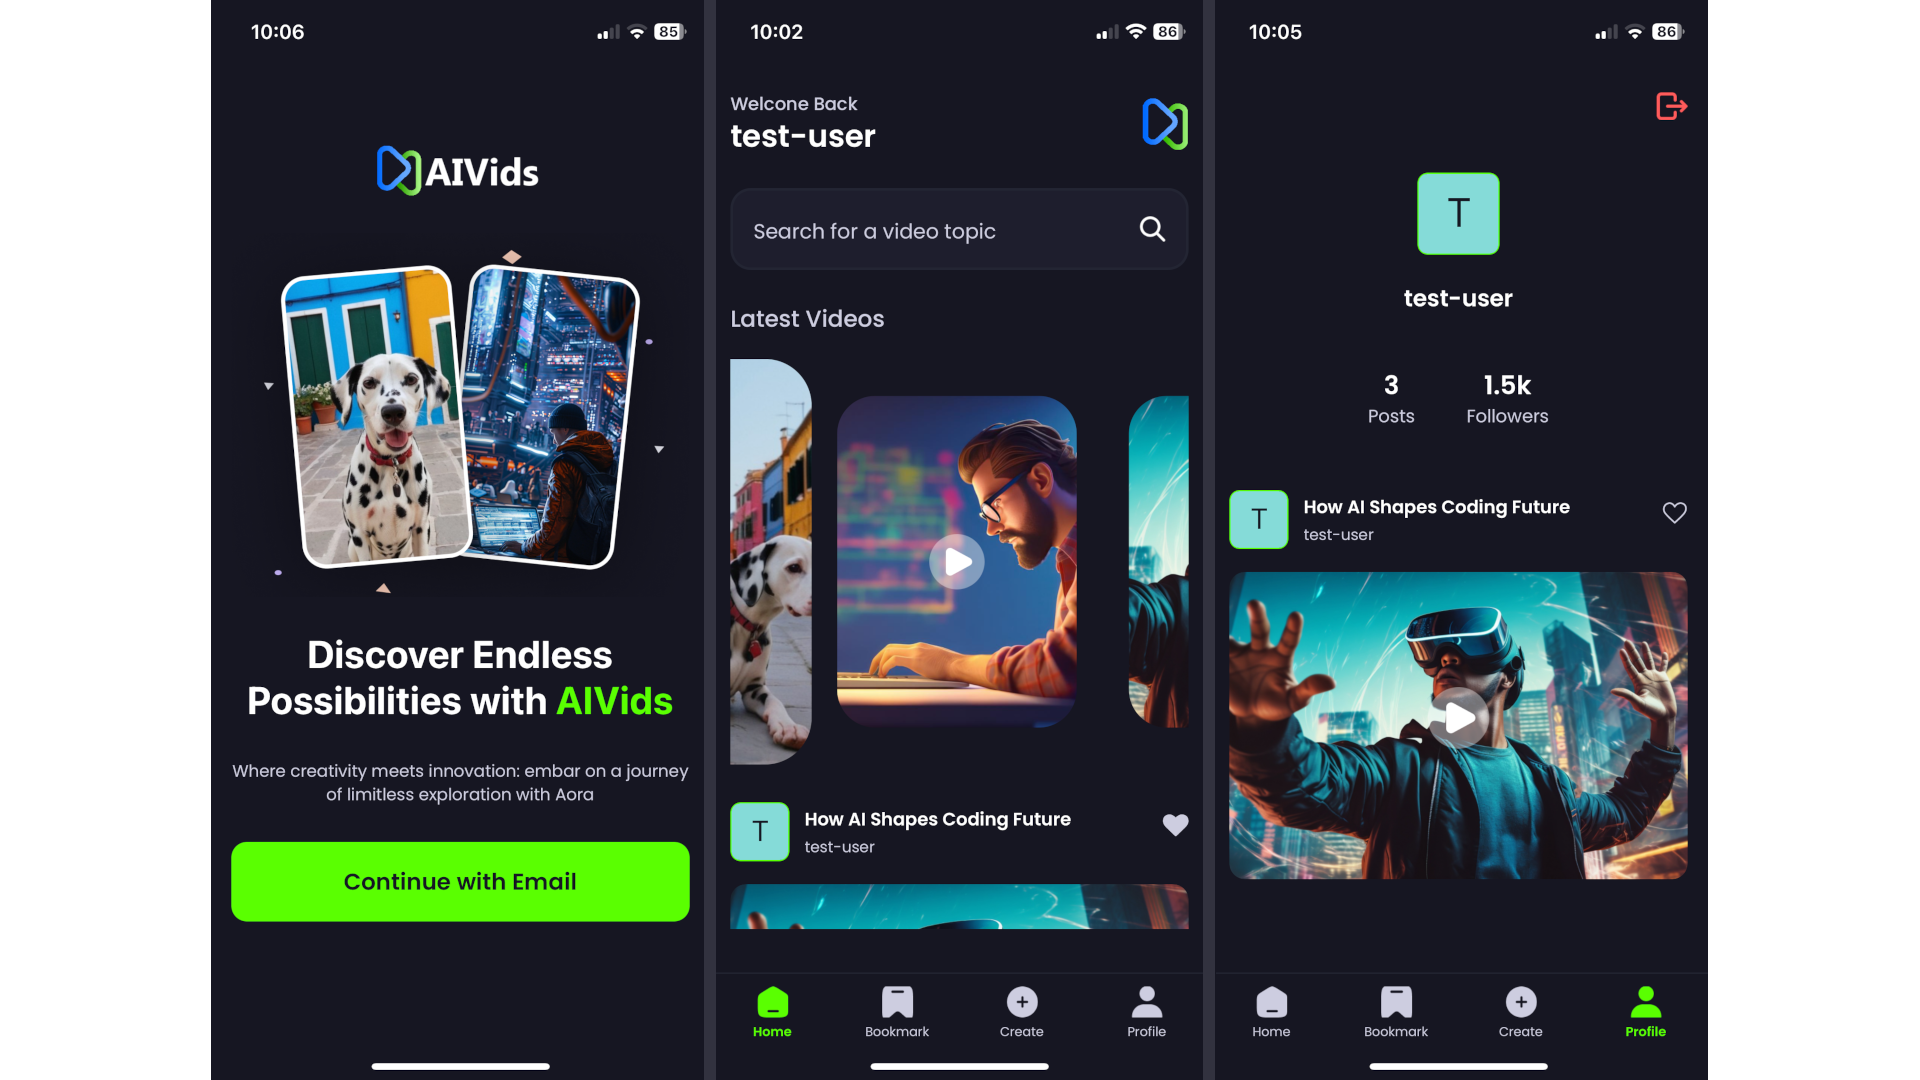 10:06
85
AIVids
Discover Endless
Possibilities with AIVids
Where creativity meets innovation: embar on a journey
of limitless exploration with Aora
Continue with Email
10:02
86
Welcone Back
test-user
Search for a video topic
Latest Videos
T
How AI Shapes Coding Future
test-user
Home
Bookmark
Create
Profile
10:05
86
T
test-user
3
1.5k
Posts
Followers
T
How AI Shapes Coding Future
test-user
Home
Bookmark
Create
Profile